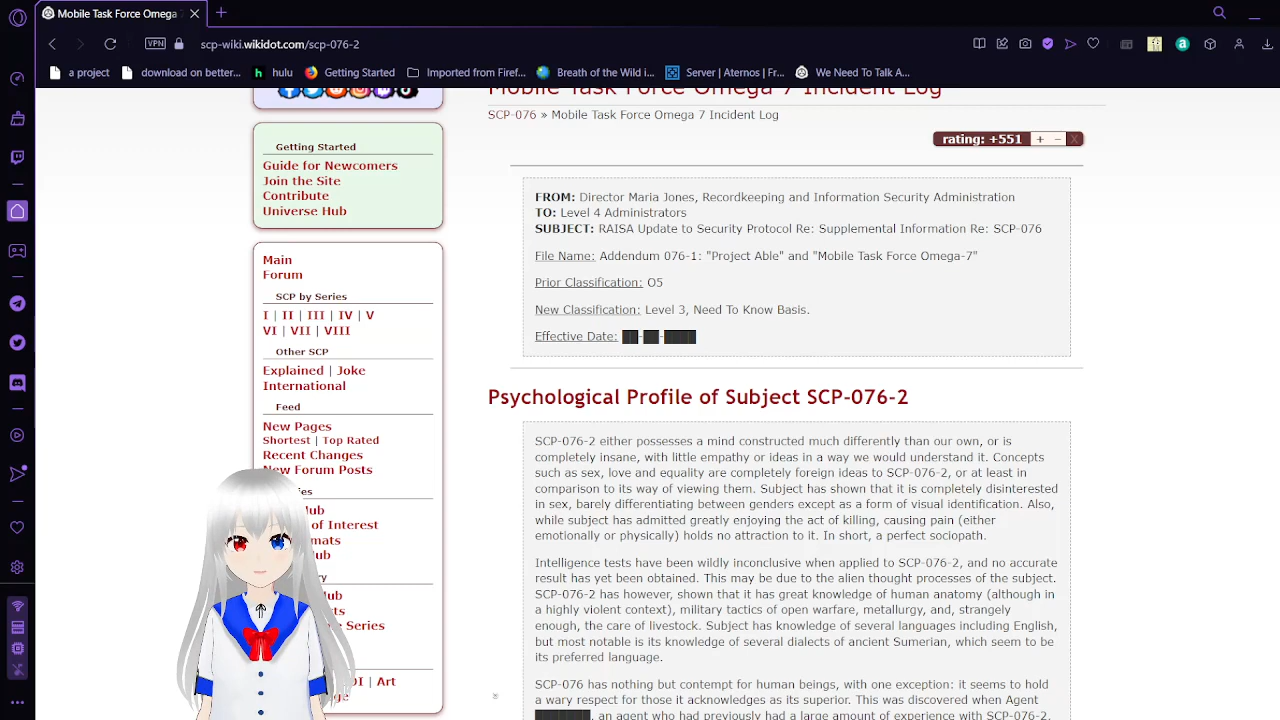 Mobile Task Force Omega
scp-wiki.wikidot.com/scp-076-2
VPN
a project
download on better...
hulu
Getting Started
Imported from Firef...
Breath of the Wild i...
Server | Aternos | Fr...
We Need To Talk A...
Mobile Task Force Omega 7 Incident Log
SCP-076 » Mobile Task Force Omega 7 Incident Log
rating: +551 + − X
Getting Started
Guide for Newcomers
Join the Site
Contribute
Universe Hub
Main
Forum
SCP by Series
I | II | III | IV | V
VI | VII | VIII
Other SCP
Explained | Joke
International
Feed
New Pages
Shortest | Top Rated
Recent Changes
New Forum Posts
of Interest
FROM: Director Maria Jones, Recordkeeping and Information Security Administration
TO: Level 4 Administrators
SUBJECT: RAISA Update to Security Protocol Re: Supplemental Information Re: SCP-076
File Name: Addendum 076-1: "Project Able" and "Mobile Task Force Omega-7"
Prior Classification: O5
New Classification: Level 3, Need To Know Basis.
Effective Date: ██-██-████
Psychological Profile of Subject SCP-076-2
SCP-076-2 either possesses a mind constructed much differently than our own, or is
completely insane, with little empathy or ideas in a way we would understand it. Concepts
such as sex, love and equality are completely foreign ideas to SCP-076-2, or at least in
comparison to its way of viewing them. Subject has shown that it is completely disinterested
in sex, barely differentiating between genders except as a form of visual identification. Also,
while subject has admitted greatly enjoying the act of killing, causing pain (either
emotionally or physically) holds no attraction to it. In short, a perfect sociopath.
Intelligence tests have been wildly inconclusive when applied to SCP-076-2, and no accurate
result has yet been obtained. This may be due to the alien thought processes of the subject.
SCP-076-2 has however, shown that it has great knowledge of human anatomy (although in
a highly violent context), military tactics of open warfare, metallurgy, and, strangely
enough, the care of livestock. Subject has knowledge of several languages including English,
but most notable is its knowledge of several dialects of ancient Sumerian, which seem to be
its preferred language.
SCP-076 has nothing but contempt for human beings, with one exception: it seems to hold
a wary respect for those it acknowledges as its superior. This was discovered when Agent
███████, an agent who had previously had a large amount of experience with SCP-076-2,
| Art